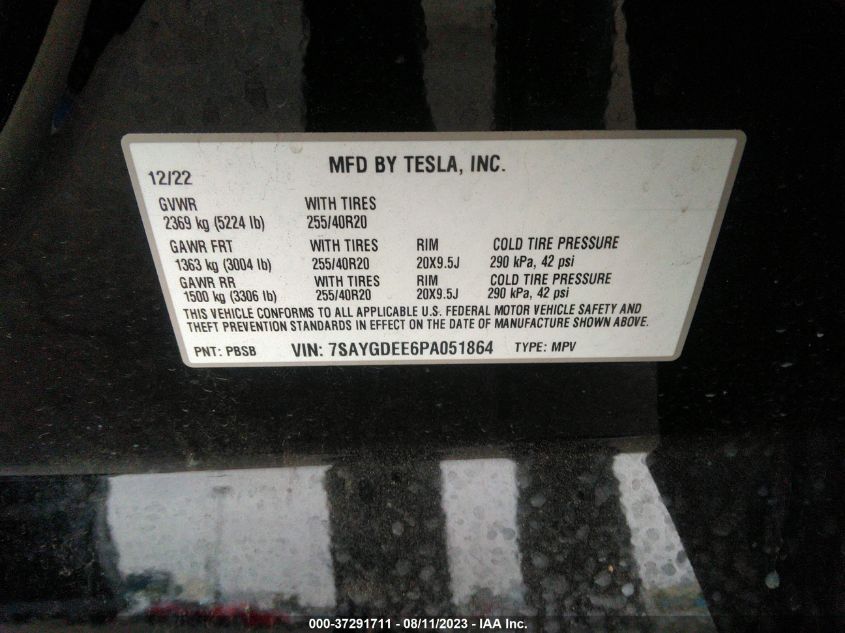 MFD BY TESLA, INC.
12/22
GVWR WITH TIRES
2369 kg (5224 lb) 255/40R20
GAWR FRT WITH TIRES RIM COLD TIRE PRESSURE
1363 kg (3004 lb) 255/40R20 20X9.5J 290 kPa, 42 psi
GAWR RR WITH TIRES RIM COLD TIRE PRESSURE
1500 kg (3306 lb) 255/40R20 20X9.5J 290 kPa, 42 psi
THIS VEHICLE CONFORMS TO ALL APPLICABLE U.S. FEDERAL MOTOR VEHICLE SAFETY AND
THEFT PREVENTION STANDARDS IN EFFECT ON THE DATE OF MANUFACTURE SHOWN ABOVE.
PNT: PBSB VIN: 7SAYGDEE6PA051864 TYPE: MPV
000-37291711 - 08/11/2023 - IAA Inc.